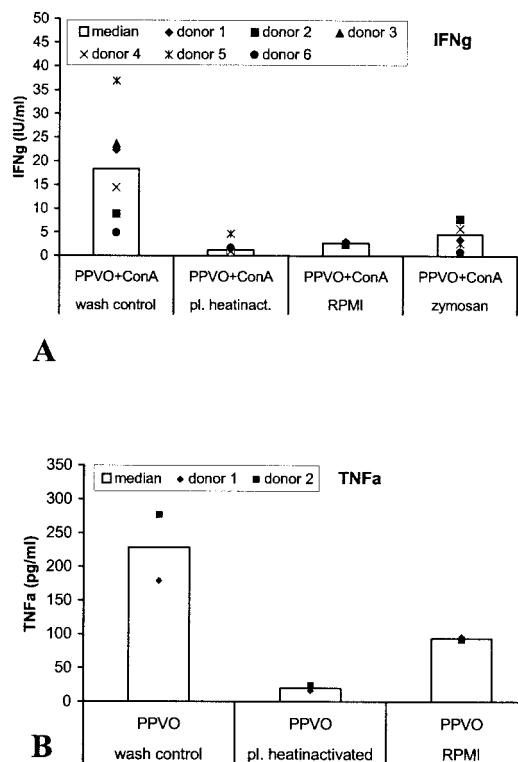 50
45
40
35
30
25
20
15
10
5
0
IFNg (IU/ml)
median donor 1 donor 2 donor 3
donor 4 donor 5 donor 6
IFNg
PPVO+ConA PPVO+ConA PPVO+ConA PPVO+ConA
wash control pl. heatinact. RPMI zymosan
A
350
300
250
200
150
100
50
0
TNFa (pg/ml)
median donor 1 donor 2 TNFa
PPVO PPVO PPVO
wash control pl. heatinactivated RPMI
B